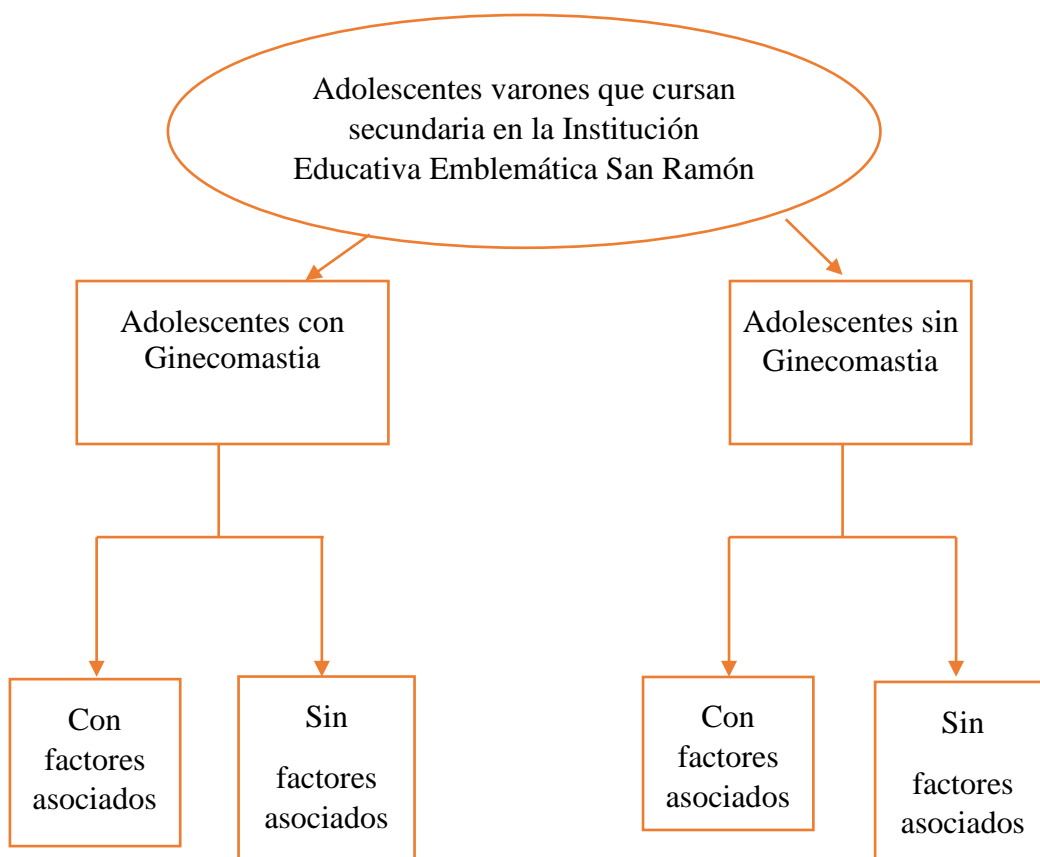 Adolescentes varones que cursan
secundaria en la Institución
Educativa Emblemática San Ramón
Adolescentes con
Ginecomastia
Adolescentes sin
Ginecomastia
Con
factores
asociados
Sin
factores
asociados
Con
factores
asociados
Sin
factores
asociados